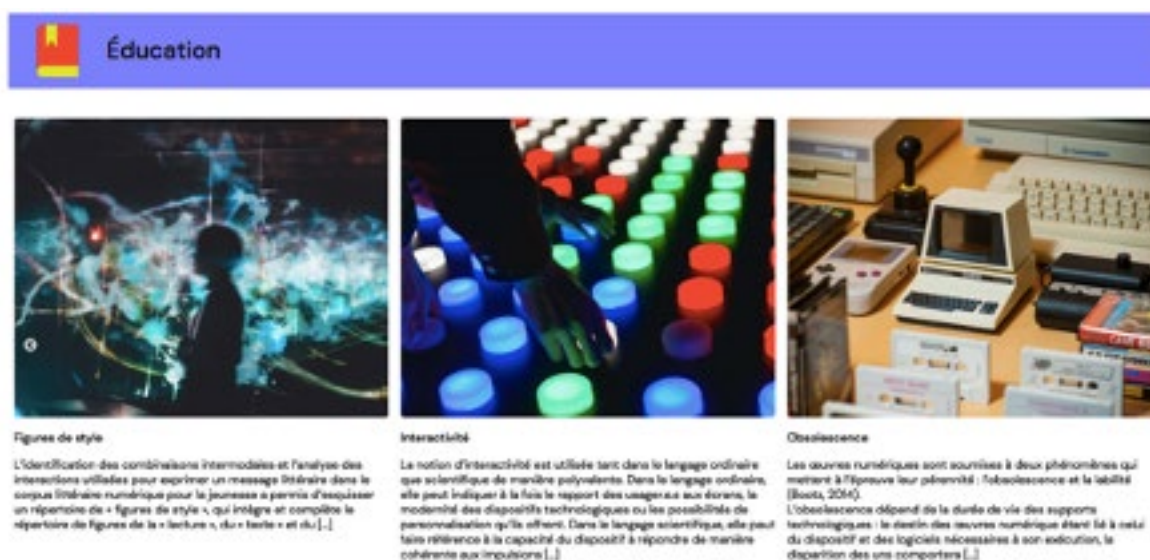 Éducation
Figures de style
L'identification des combinaisons intermodales et l'analyse des
interactions utilisées pour exprimer un message littéraire dans le
corpus littéraire numérique pour la jeunesse a permis d'esquisser
un répertoire de « figures de style », qui intègre et complète le
répertoire de figures de la « lecture », du « texte » et du [...]
Interactivité
La notion d'interactivité est utilisée tant dans le langage ordinaire
que scientifique de manière polyvalente. Dans le langage ordinaire,
elle peut indiquer à la fois le rapport des usager.e.s aux écrans, la
modernité des dispositifs technologiques ou les possibilités de
personnalisation qu'ils offrent. Dans le langage scientifique, elle peut
faire référence à la capacité du dispositif à répondre de manière
cohérente aux impulsions [...]
Obsolescence
Les œuvres numériques sont soumises à deux phénomènes qui
mettent à l'épreuve leur pérennité : l'obsolescence et la labilité
(Bootz, 2014).
L'obsolescence dépend de la durée de vie des supports
technologiques : le destin des œuvres numérique étant lié à celui
du dispositif et des logiciels nécessaires à son exécution, la
disparition des uns comportera [...]